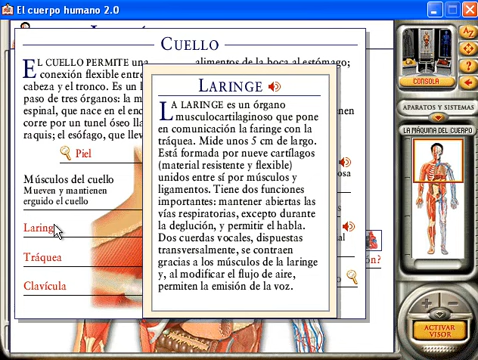 El cuerpo humano 2.0
CUELLO
EL CUELLO PERMITE una
conexión flexible entre
cabeza y el tronco. Es un
paso de tres órganos: la m
espinal, que nace en el enc
corre por un tunel óseo lla
raquis; el esófago, que llev
alimentos de la boca al estómago;
Piel
Músculos del cuello
Mueven y mantienen
erguido el cuello
Laringe
Tráquea
Clavícula
LARINGE
LA LARINGE es un órgano
musculocartilaginoso que pone
en comunicación la faringe con la
tráquea. Mide unos 5 cm de largo.
Está formada por nueve cartílagos
(material resistente y flexible)
unidos entre sí por músculos y
ligamentos. Tiene dos funciones
importantes: mantener abiertas las
vías respiratorias, excepto durante
la deglución, y permitir el habla.
Dos cuerdas vocales, dispuestas
transversalmente, se contraen
gracias a los músculos de la laringe
y, al modificar el flujo de aire,
permiten la emisión de la voz.
CONSOLA
APARATOS Y SISTEMAS
LA MÁQUINA DEL CUERPO
ACTIVAR
VISOR